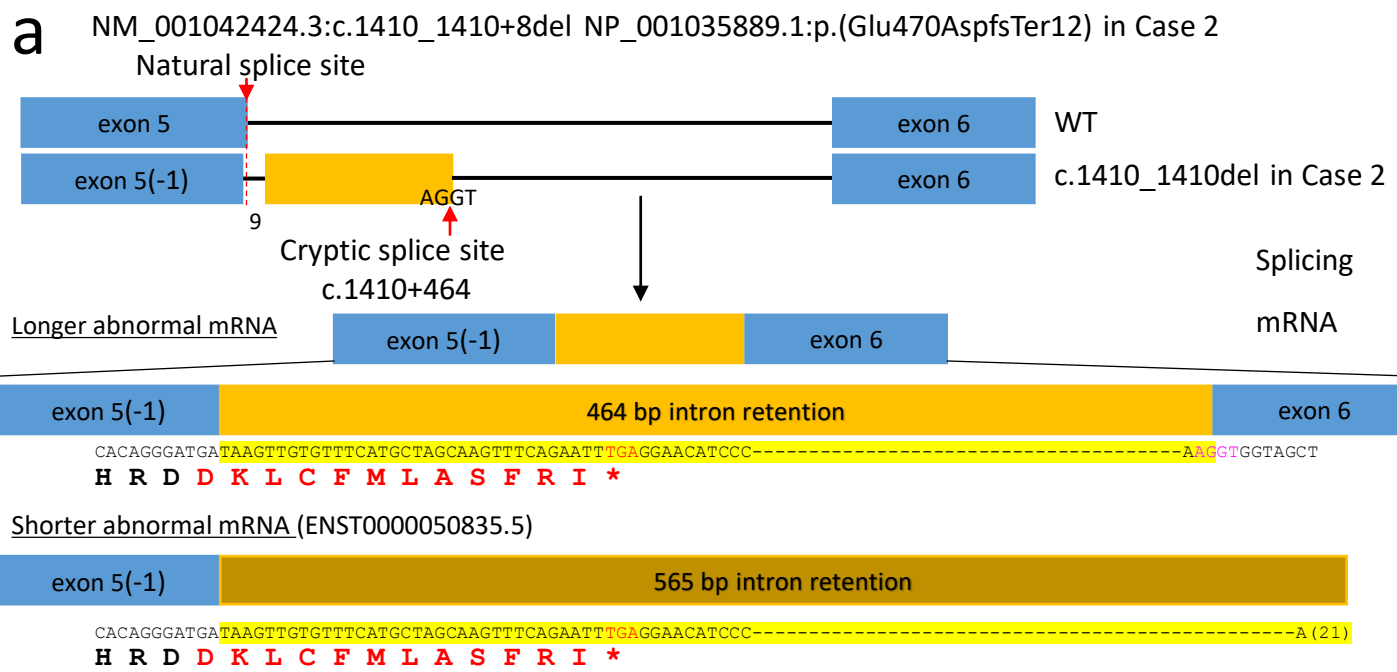 a
NM_001042424.3:c.1410_1410+8del NP_001035889.1:p.(Glu470AspfsTer12) in Case 2
Natural splice site
exon 5
exon 6
WT
exon 5(-1)
AGGT
exon 6
c.1410_1410del in Case 2
9
Cryptic splice site
c.1410+464
Splicing
Longer abnormal mRNA
exon 5(-1)
exon 6
mRNA
exon 5(-1)
464 bp intron retention
exon 6
CACAGGGATGATAAGTTGTGTTTCATGCTAGCAAGTTTCAGAATTTGAGGAACATCCC----------------------------------AAGGTGGTAGCT
H R D D K L C F M L A S F R I *
Shorter abnormal mRNA (ENST0000050835.5)
exon 5(-1)
565 bp intron retention
CACAGGGATGATAAGTTGTGTTTCATGCTAGCAAGTTTCAGAATTTGAGGAACATCCC-------------------------------------------A(21)
H R D D K L C F M L A S F R I *